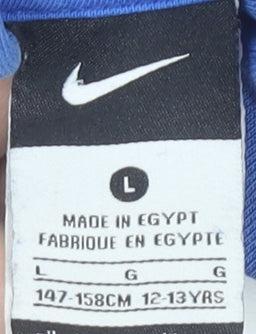 L
MADE IN EGYPT
FABRIQUE EN EGYPTE
L G G
147-158CM 12-13YRS